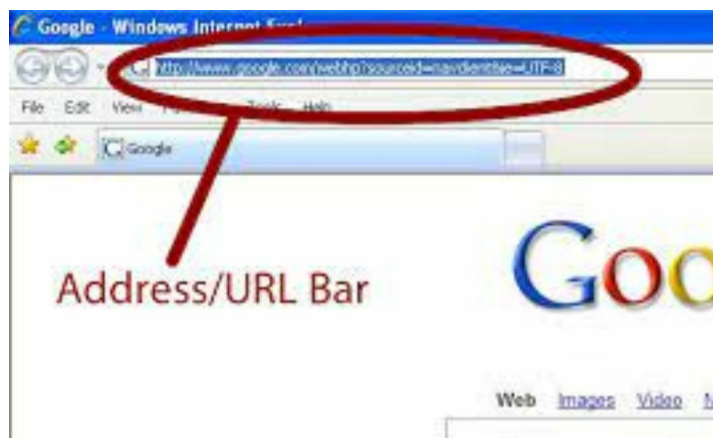 Google - Windows Internet
http://www.google.com/webhp?sourceid=navclient&ie=UTF-8
File Edit View Tools Help
Google
Address/URL Bar
Goo
Web Images Video